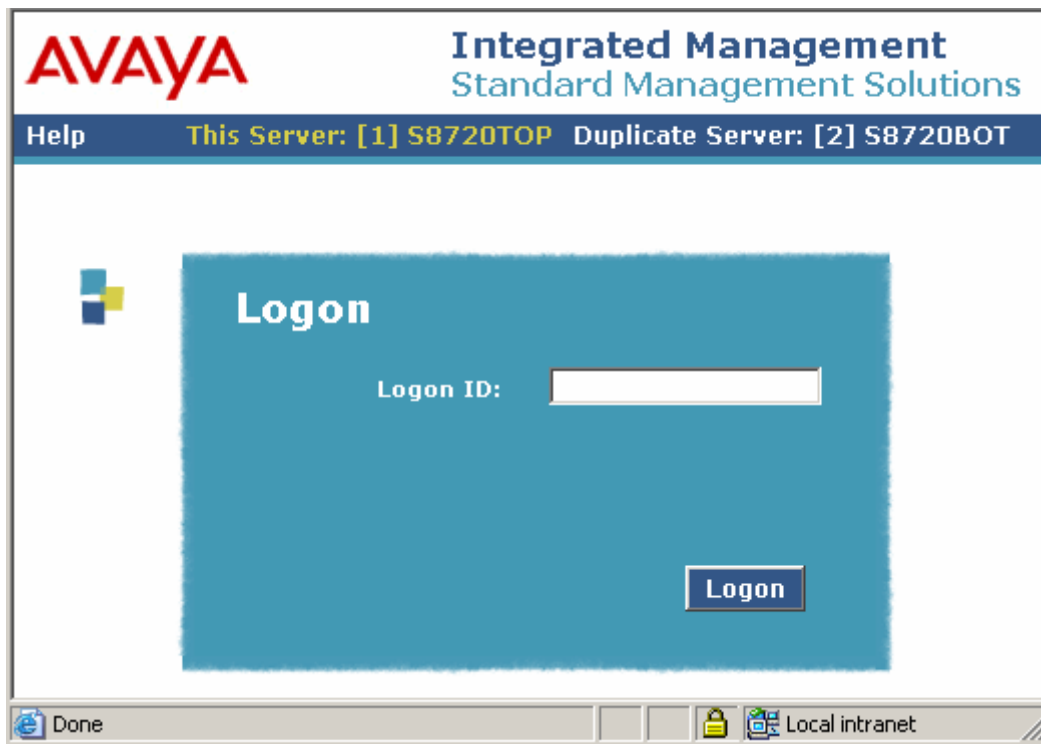 AVAYA
Integrated Management
Standard Management Solutions
Help This Server: [1] S8720TOP Duplicate Server: [2] S8720BOT
Logon
Logon ID:
Logon
Done Local intranet